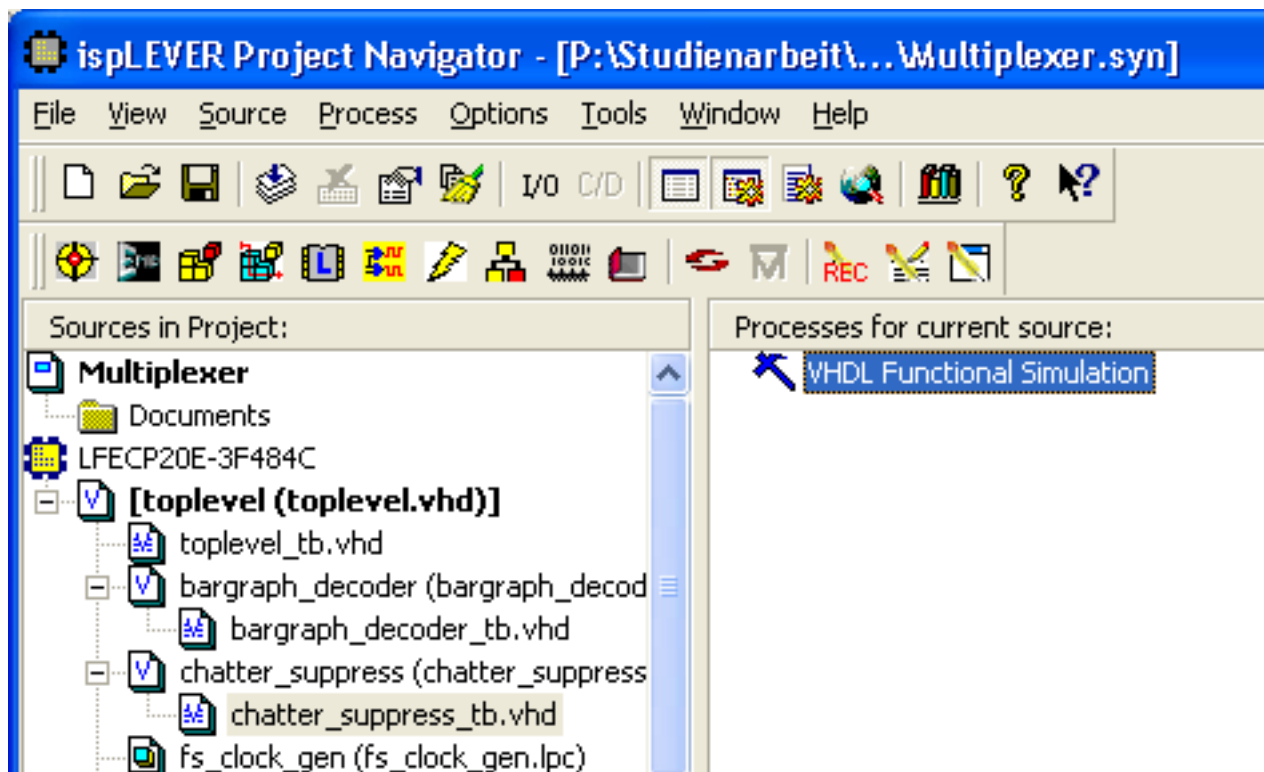 ispLEVER Project Navigator - [P:\Studienarbeit\...\Multiplexer.syn]
File View Source Process Options Tools Window Help
I/O C/D
REC
Sources in Project:
Processes for current source:
Multiplexer
VHDL Functional Simulation
Documents
LFECP20E-3F484C
[toplevel (toplevel.vhd)]
toplevel_tb.vhd
bargraph_decoder (bargraph_decod
bargraph_decoder_tb.vhd
chatter_suppress (chatter_suppress
chatter_suppress_tb.vhd
fs_clock_gen (fs_clock_gen.lpc)